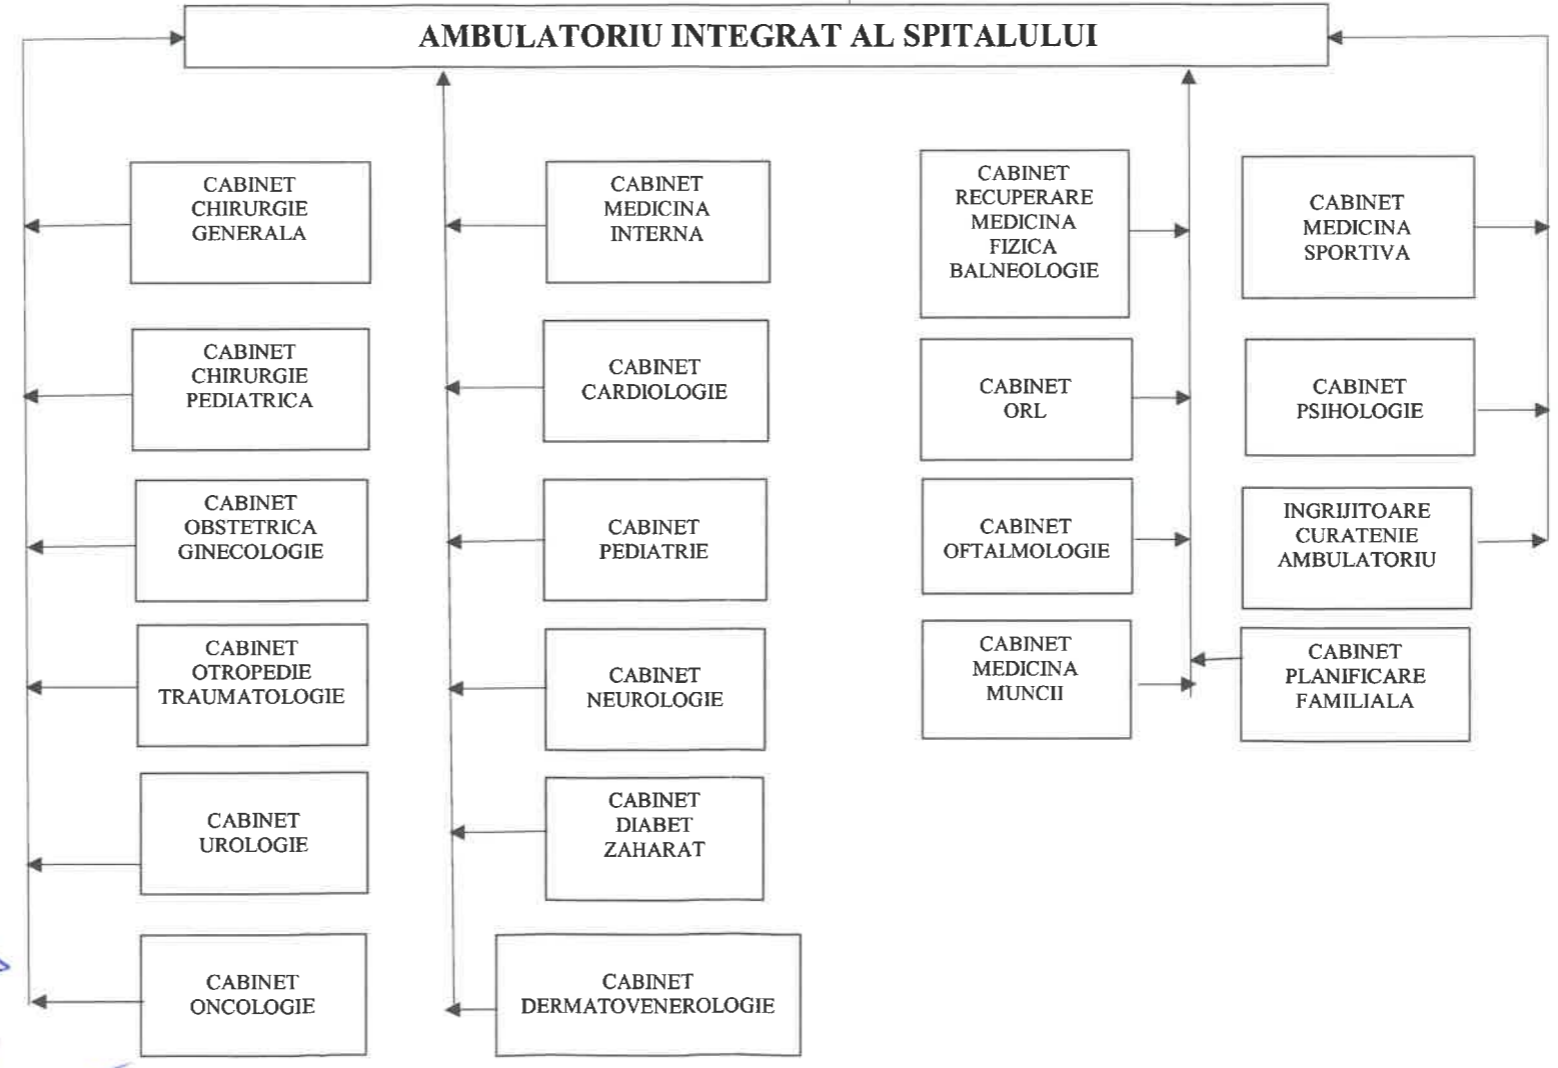 AMBULATORIU INTEGRAT AL SPITALULUI
CABINET
CHIRURGIE
GENERALA
CABINET
CHIRURGIE
PEDIATRICA
CABINET
OBSTETRICA
GINECOLOGIE
CABINET
OTROPEDIE
TRAUMATOLOGIE
CABINET
UROLOGIE
CABINET
ONCOLOGIE
CABINET
MEDICINA
INTERNA
CABINET
CARDIOLOGIE
CABINET
PEDIATRIE
CABINET
NEUROLOGIE
CABINET
DIABET
ZAHARAT
CABINET
DERMATOVENEROLOGIE
CABINET
RECUPERARE
MEDICINA
FIZICA
BALNEOLOGIE
CABINET
ORL
CABINET
OFTALMOLOGIE
CABINET
MEDICINA
MUNCII
CABINET
MEDICINA
SPORTIVA
CABINET
PSIHOLOGIE
INGRIJITOARE
CURATENIE
AMBULATORIU
CABINET
PLANIFICARE
FAMILIALA